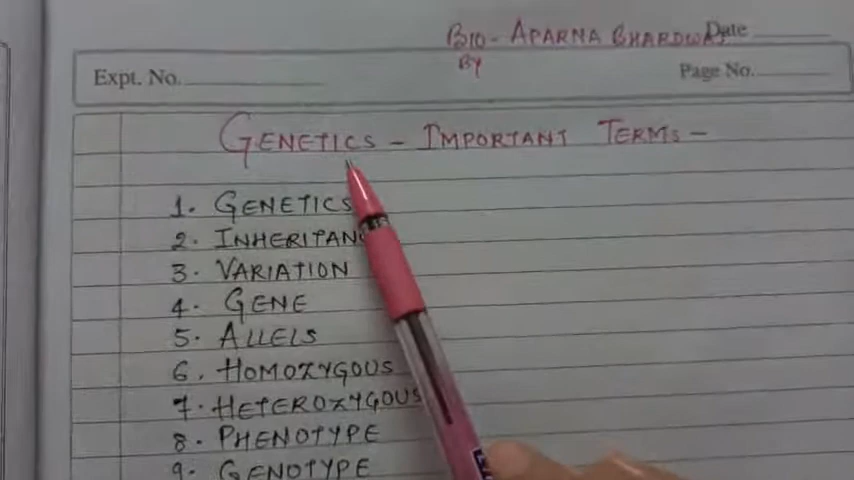 Bio - APARNA BHARDWAJ Date
By
Expt. No. Page No.
GENETICS - IMPORTANT TERMS -
1. GENETICS
2. INHERITANC
3. VARIATION
4. GENE
5. ALLELS
6. HOMOZYGOUS
7. HETEROZYGOUS
8. PHENOTYPE
9. GENOTYPE